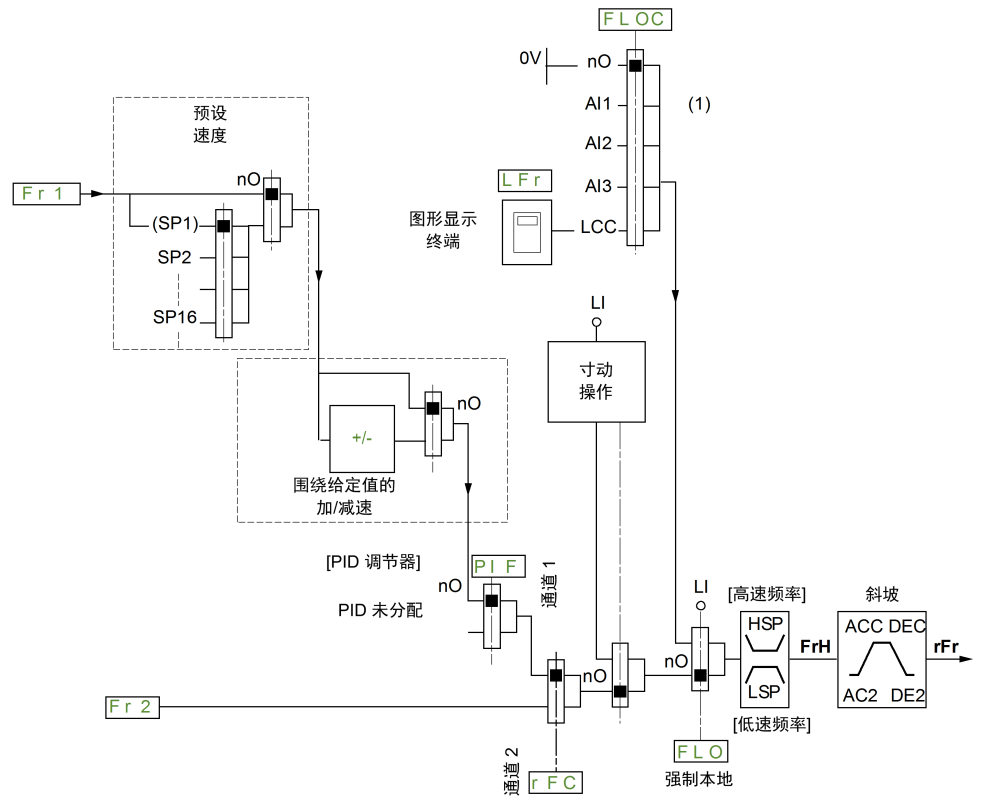 FLOC
0V
nO
AI1
(1)
AI2
AI3
LFr
图形显示
终端
LCC
预设
速度
nO
Fr1
(SP1)
SP2
SP16
LI
寸动
操作
nO
+/-
围绕给定值的
加/减速
[PID 调节器]
PIF
通道 1
nO
PID 未分配
LI
[高速频率]
斜坡
HSP
ACC DEC
nO
nO
FrH
rFr
LSP
AC2 DE2
Fr2
[低速频率]
FLO
强制本地
通道 2
rFC